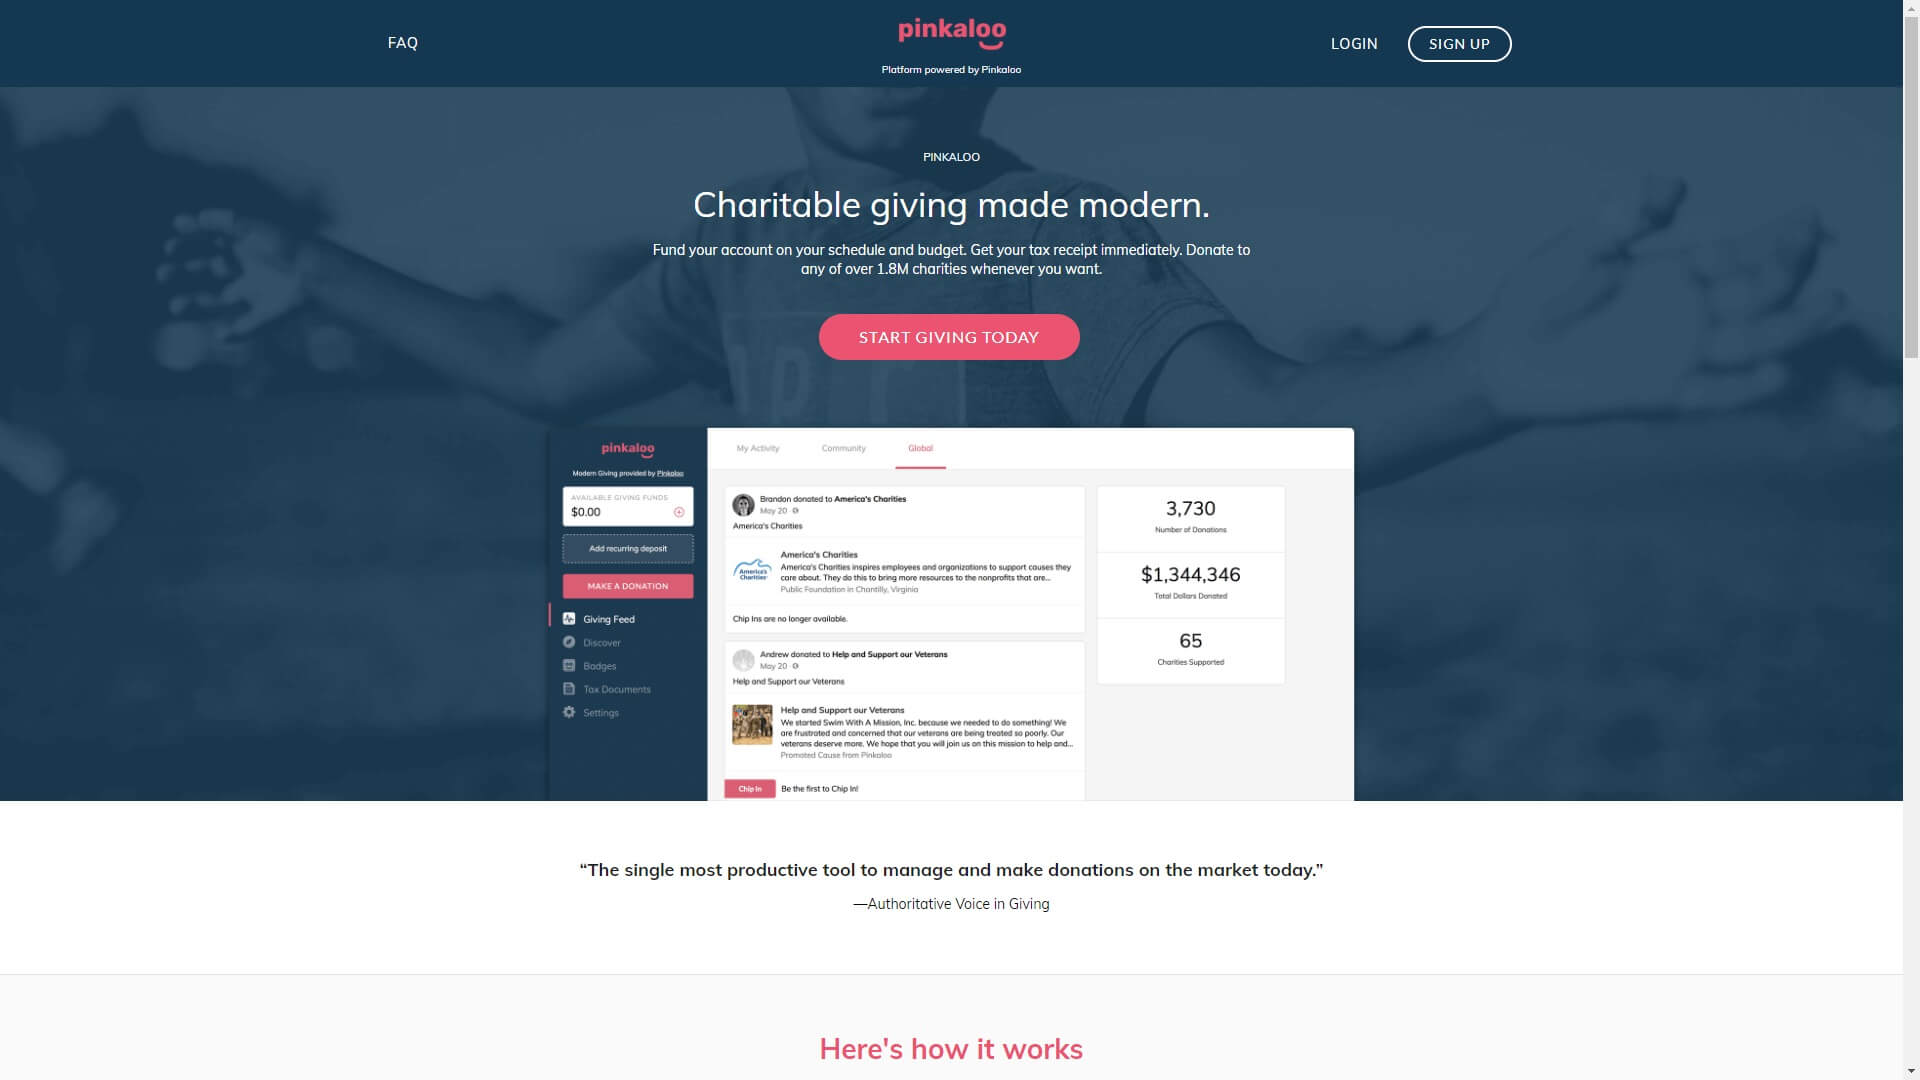 FAQ
pinkaloo
Platform powered by Pinkaloo
LOGIN
SIGN UP
PINKALOO
Charitable giving made modern.
Fund your account on your schedule and budget. Get your tax receipt immediately. Donate to
any of over 1.8M charities whenever you want.
START GIVING TODAY
pinkaloo
Modern Giving provided by Pinkaloo
AVAILABLE GIVING FUNDS
$0.00
Add recurring deposit
MAKE A DONATION
Giving Feed
Discover
Badges
Tax Documents
Settings
My Activity
Community
Global
Brandon donated to America's Charities
May 20
America's Charities
America's Charities
America's Charities
America's Charities inspires employees and organizations to support causes they
care about. They do this to bring more resources to the nonprofits that are...
Public Foundation in Chantilly, Virginia
Chip Ins are no longer available.
Andrew donated to Help and Support our Veterans
May 20
Help and Support our Veterans
Help and Support our Veterans
We started Swim With A Mission, Inc. because we needed to do something! We
are frustrated and concerned that our veterans are being treated so poorly. Our
veterans deserve more. We hope that you will join us on this mission to help and...
Promoted Cause from Pinkaloo
Chip In
Be the first to Chip In!
3,730
Number of Donations
$1,344,346
Total Dollars Donated
65
Charities Supported
“The single most productive tool to manage and make donations on the market today.”
—Authoritative Voice in Giving
Here's how it works